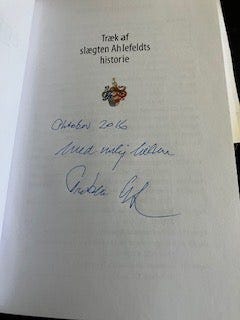 Træk af
slægten Ahlefeldts
historie
Oktober 2016
med venlig hilsen